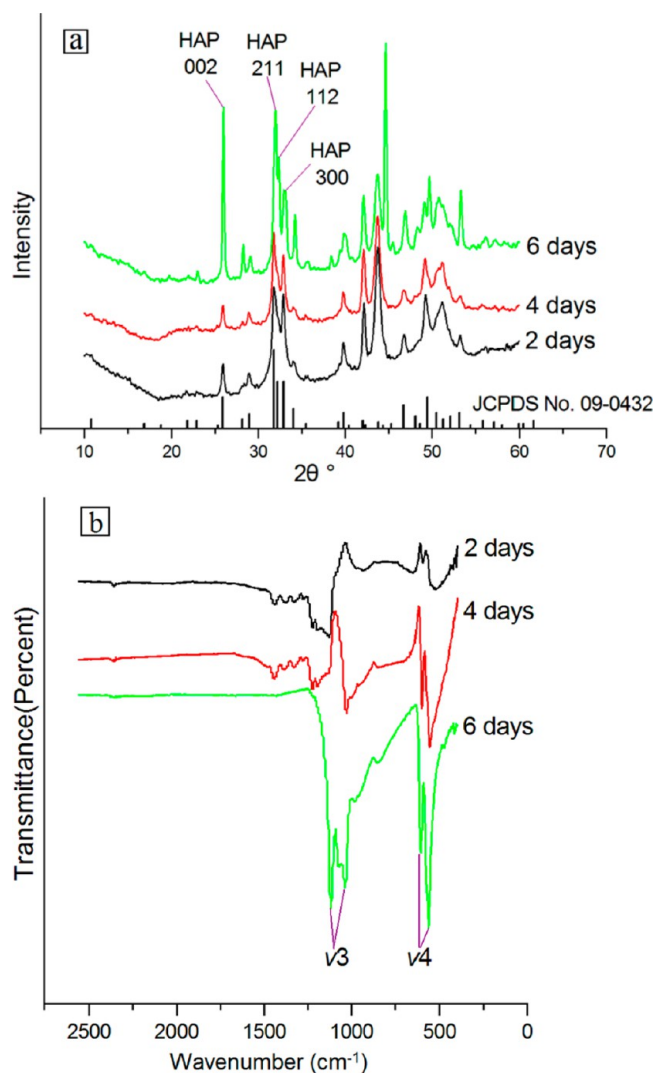 a
HAP
002
HAP
211
HAP
112
HAP
300
6 days
4 days
2 days
JCPDS No. 09-0432
Intensity
10 20 30 40 50 60 70
2θ °
b
2 days
4 days
6 days
Transmittance(Percent)
ν3 ν4
2500 2000 1500 1000 500 0
Wavenumber (cm⁻¹)